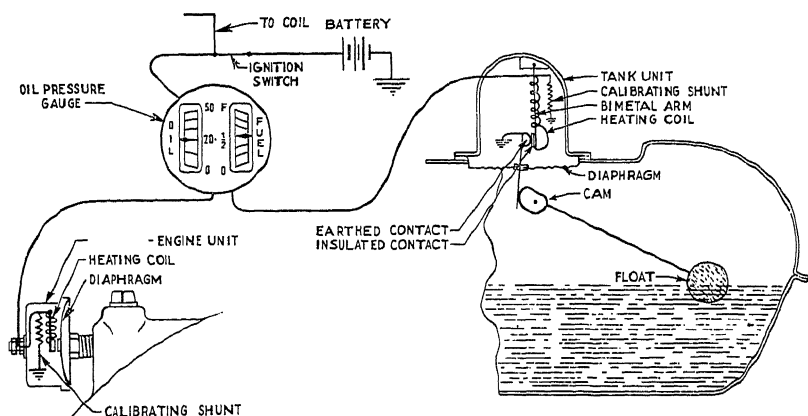 TO COIL
BATTERY
IGNITION
SWITCH
OIL PRESSURE
GAUGE
50 F
OIL
20 ½
FUEL
0 0
TANK UNIT
CALIBRATING SHUNT
BIMETAL ARM
HEATING COIL
DIAPHRAGM
CAM
EARTHED CONTACT
INSULATED CONTACT
FLOAT
-ENGINE UNIT
HEATING COIL
DIAPHRAGM
CALIBRATING SHUNT